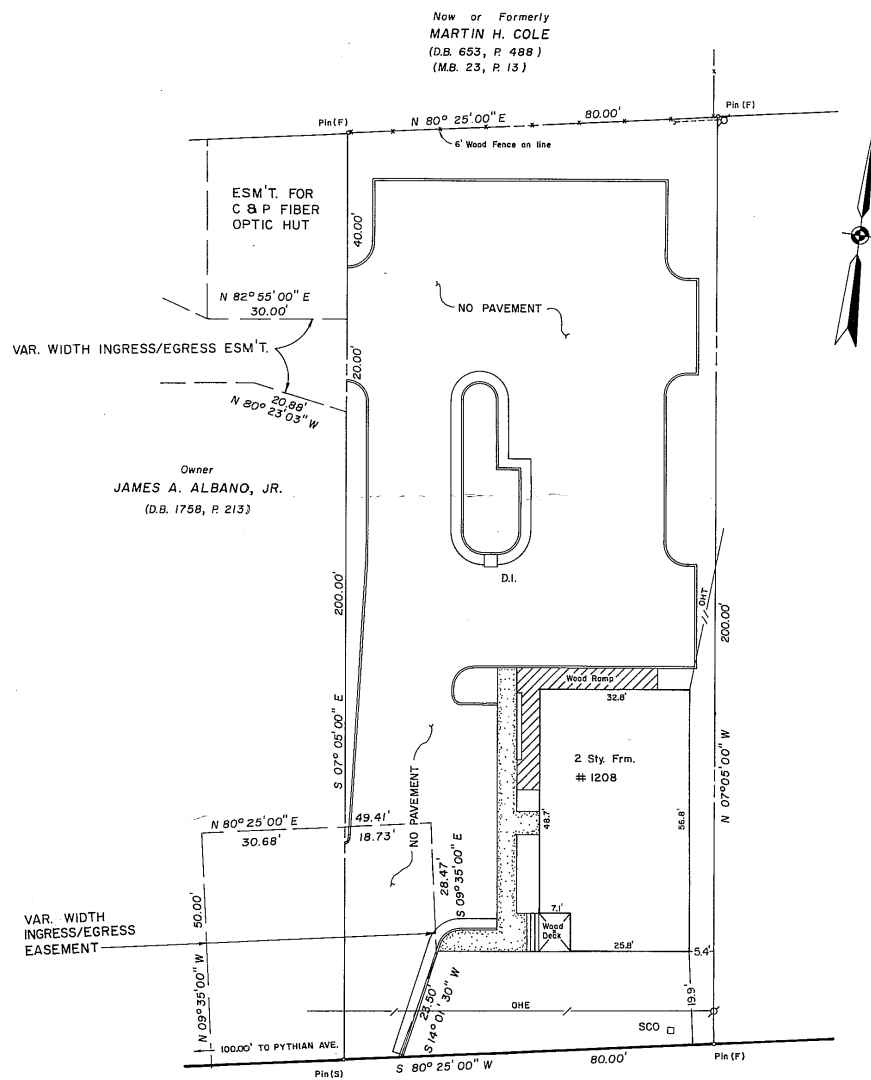 Now or Formerly
MARTIN H. COLE
(D.B. 653, P. 488)
(M.B. 23, P. 13)
Pin(F)
N 80° 25'.00" E
80.00'
Pin(F)
6' Wood Fence on line
ESM'T. FOR
C & P FIBER
OPTIC HUT
40.00'
N 82° 55' 00" E
30.00'
NO PAVEMENT
VAR. WIDTH INGRESS/EGRESS ESM'T.
20.00'
20.88'
N 80° 23' 03" W
Owner
JAMES A. ALBANO, JR.
(D.B. 1758, P. 213)
D.I.
200.00'
S 07° 05' 00" E
OHT
200.00'
N 07° 05' 00" W
Wood Ramp
32.8'
2 Sty. Frm.
# 1208
NO PAVEMENT
48.7'
56.8'
N 80° 25' 00" E
49.41'
30.68'
18.73'
28.47'
S 09° 35' 00" E
50.00'
N 09° 35' 00" W
VAR. WIDTH
INGRESS/EGRESS
EASEMENT
7.1'
Wood
Deck
25.8'
5.4'
19.9'
23.50'
S 14° 01' 30" W
OHE
SCO
100.00' TO PYTHIAN AVE.
Pin(S)
S 80° 25' 00" W
80.00'
Pin(F)